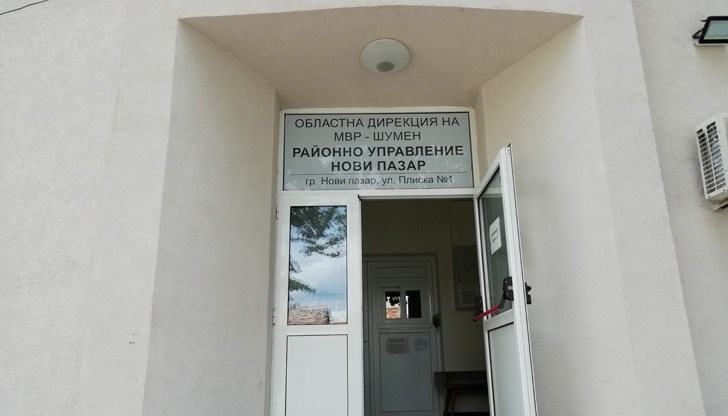 ОБЛАСТНА ДИРЕКЦИЯ НА
МВР - ШУМЕН
РАЙОННО УПРАВЛЕНИЕ
НОВИ ПАЗАР
гр. Нови пазар, ул. Плиска №1